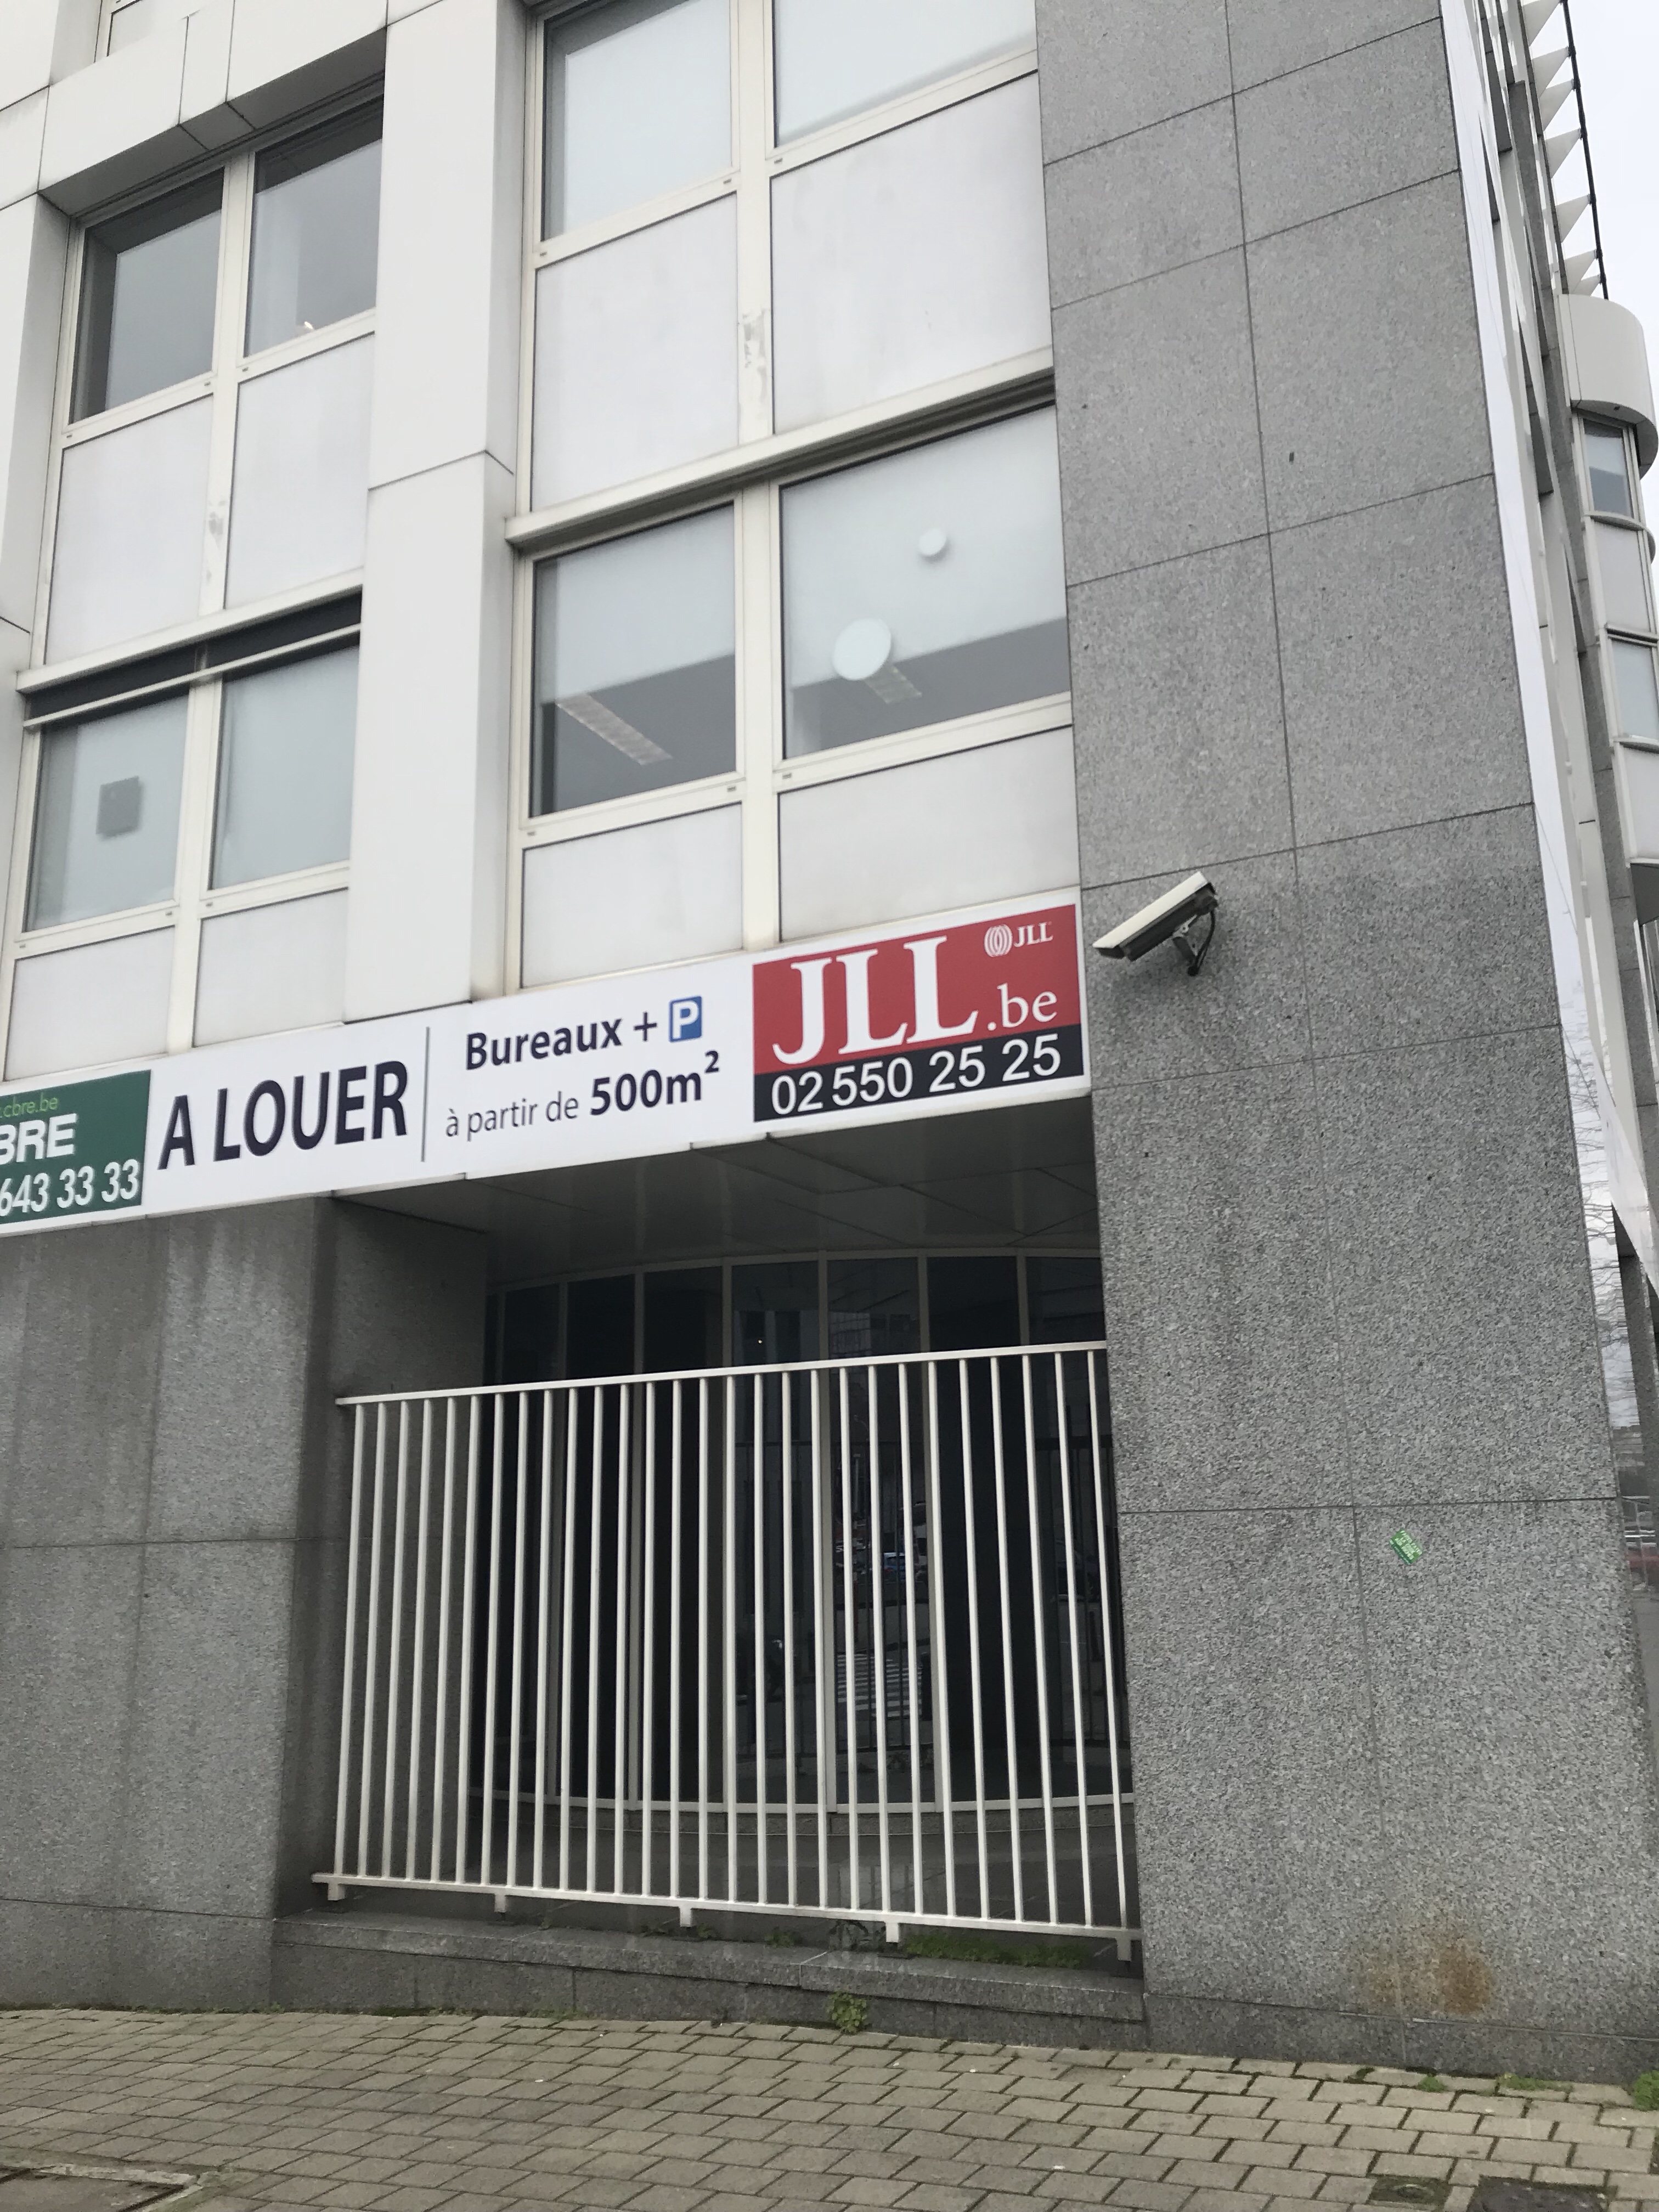 .cbre.be
BRE
643 33 33
A LOUER
Bureaux + P
à partir de 500m²
JLL
JLL.be
02 550 25 25